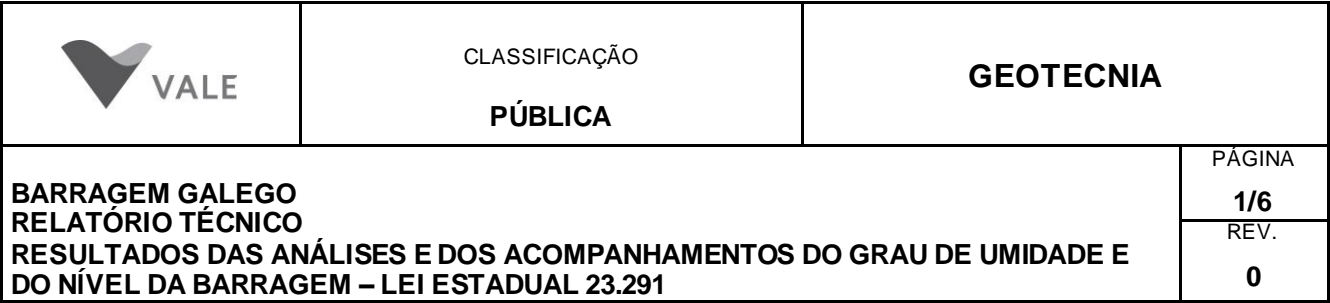 VALE
CLASSIFICAÇÃO
PÚBLICA
GEOTECNIA
BARRAGEM GALEGO
RELATÓRIO TÉCNICO
RESULTADOS DAS ANÁLISES E DOS ACOMPANHAMENTOS DO GRAU DE UMIDADE E
DO NÍVEL DA BARRAGEM – LEI ESTADUAL 23.291
PÁGINA
1/6
REV.
0